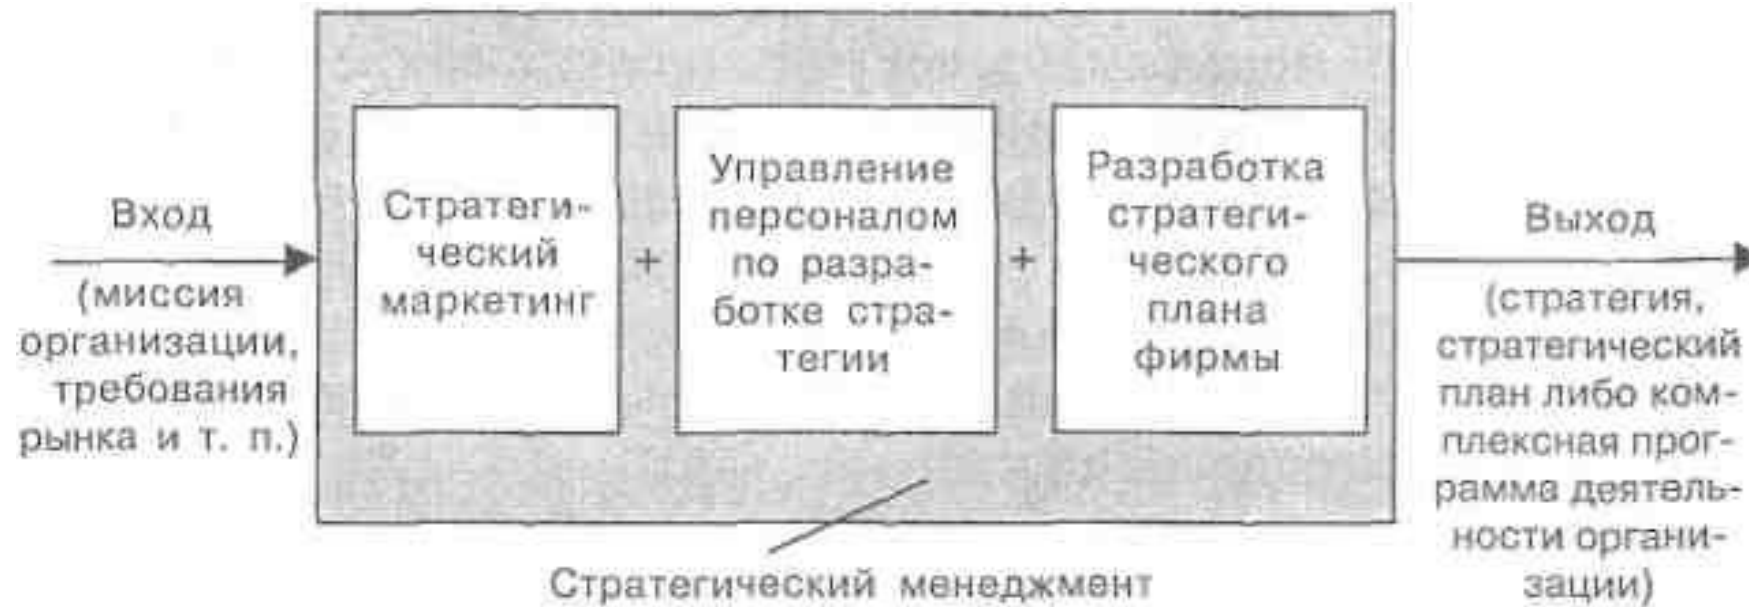 Вход
(миссия
организации,
требования
рынка и т. п.)
Стратеги-
ческий
маркетинг
+
Управление
персоналом
по разра-
ботке стра-
тегии
+
Разработка
стратеги-
ческого
плана
фирмы
Выход
(стратегия,
стратегический
план либо ком-
плексная прог-
рамма деятель-
ности органи-
зации)
Стратегический менеджмент